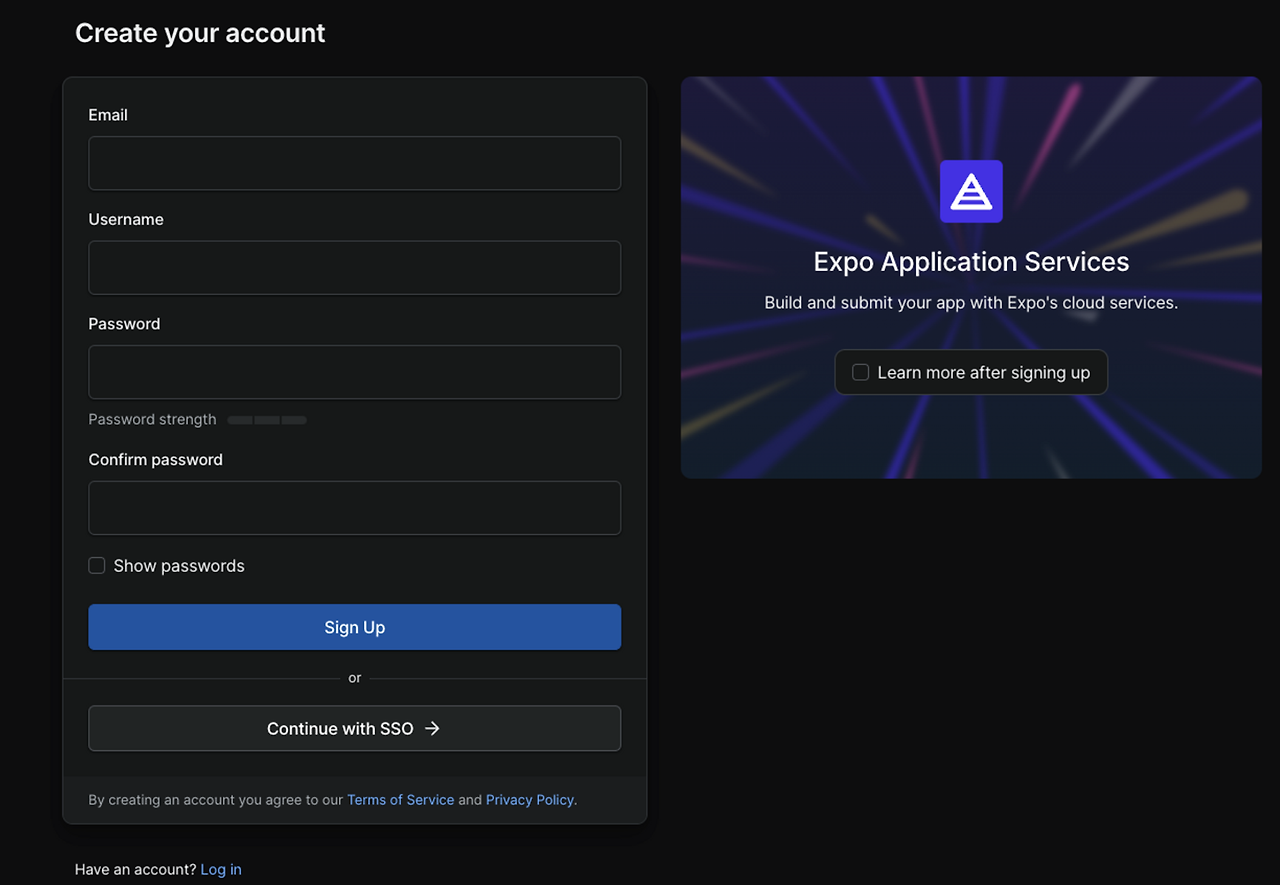 Create your account
Email
Username
Password
Password strength
Confirm password
Show passwords
Sign Up
or
Continue with SSO
By creating an account you agree to our Terms of Service and Privacy Policy.
Have an account? Log in
Expo Application Services
Build and submit your app with Expo's cloud services.
Learn more after signing up